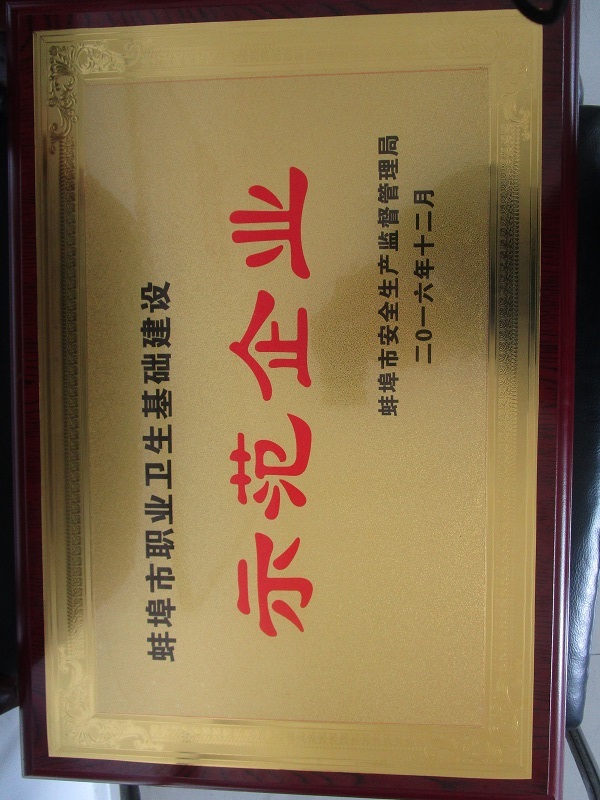 蚌埠市职业卫生基础建设
示范企业
蚌埠市安全生产监督管理局
二0一六年十二月